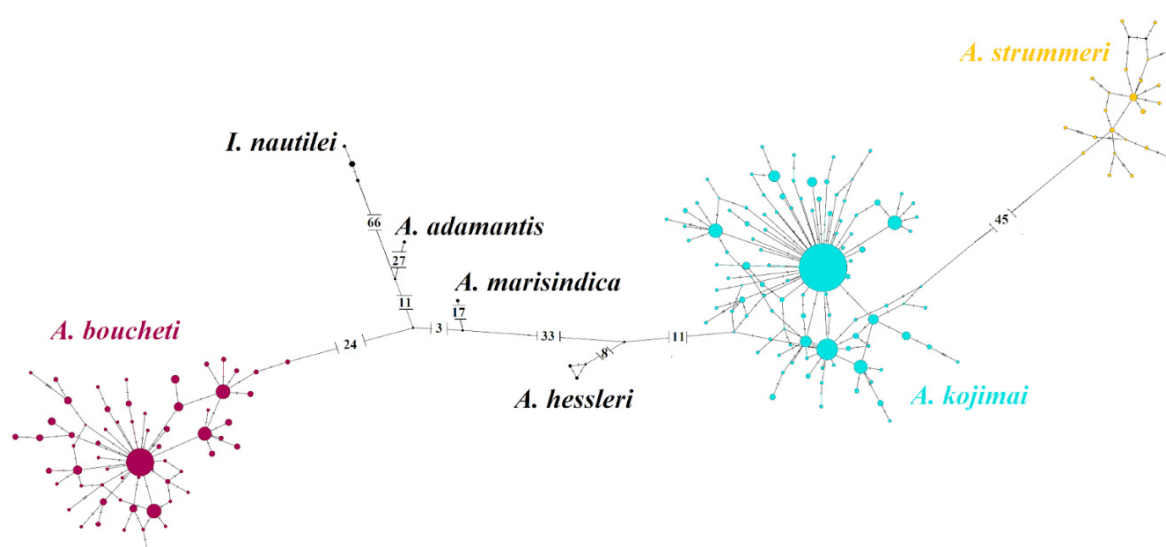 A. strummeri
I. nautilei
66
A. adamantis
27
45
A. marisindica
11
17
A. boucheti
3
33
11
24
8
A. hessleri
A. kojimai